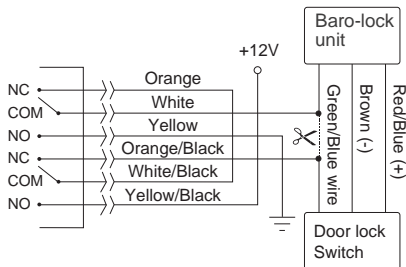 Baro-lock
unit
+12V
NC
Orange
COM
White
NO
Yellow
NC
Orange/Black
COM
White/Black
NO
Yellow/Black
Green/Blue wire
Brown (-)
Red/Blue (+)
Door lock
Switch